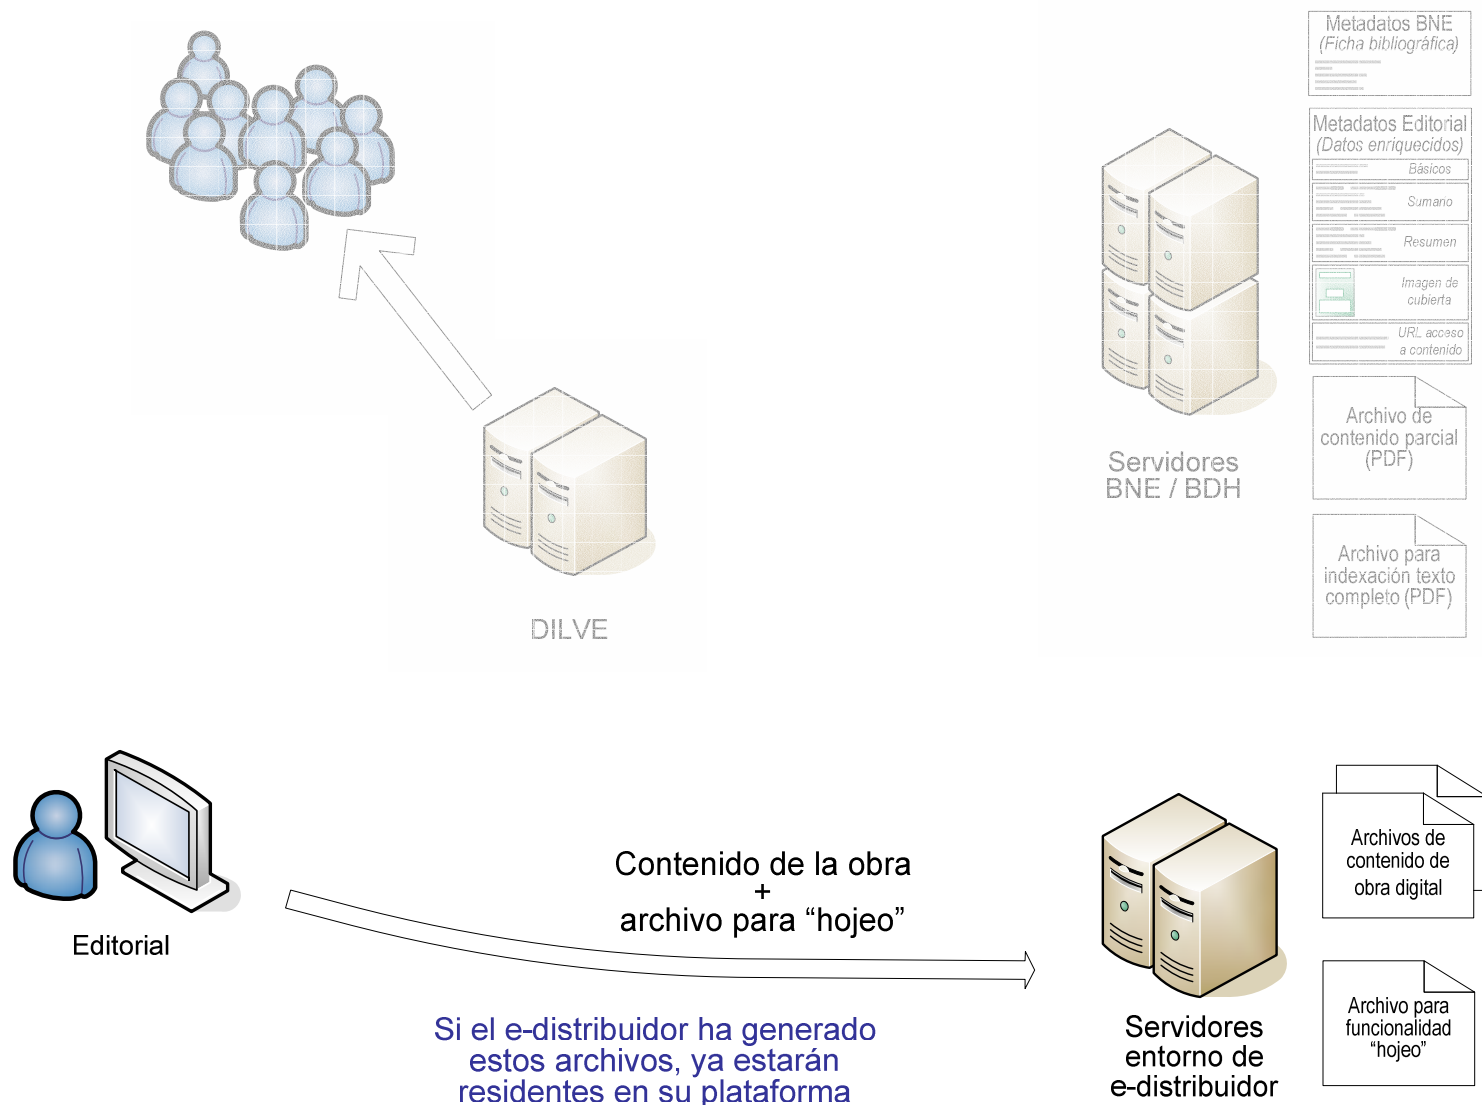 Metadatos BNE
(Ficha bibliográfica)
Metadatos Editorial
(Datos enriquecidos)
Básicos
Sumario
Resumen
Imagen de
cubierta
URL acceso
a contenido
Archivo de
contenido parcial
(PDF)
Archivo para
indexación texto
completo (PDF)
Servidores
BNE / BDH
DILVE
Editorial
Contenido de la obra
+
archivo para “hojeo”
Si el e-distribuidor ha generado
estos archivos, ya estarán
residentes en su plataforma
Servidores
entorno de
e-distribuidor
Archivos de
contenido de
obra digital
Archivo para
funcionalidad
“hojeo”